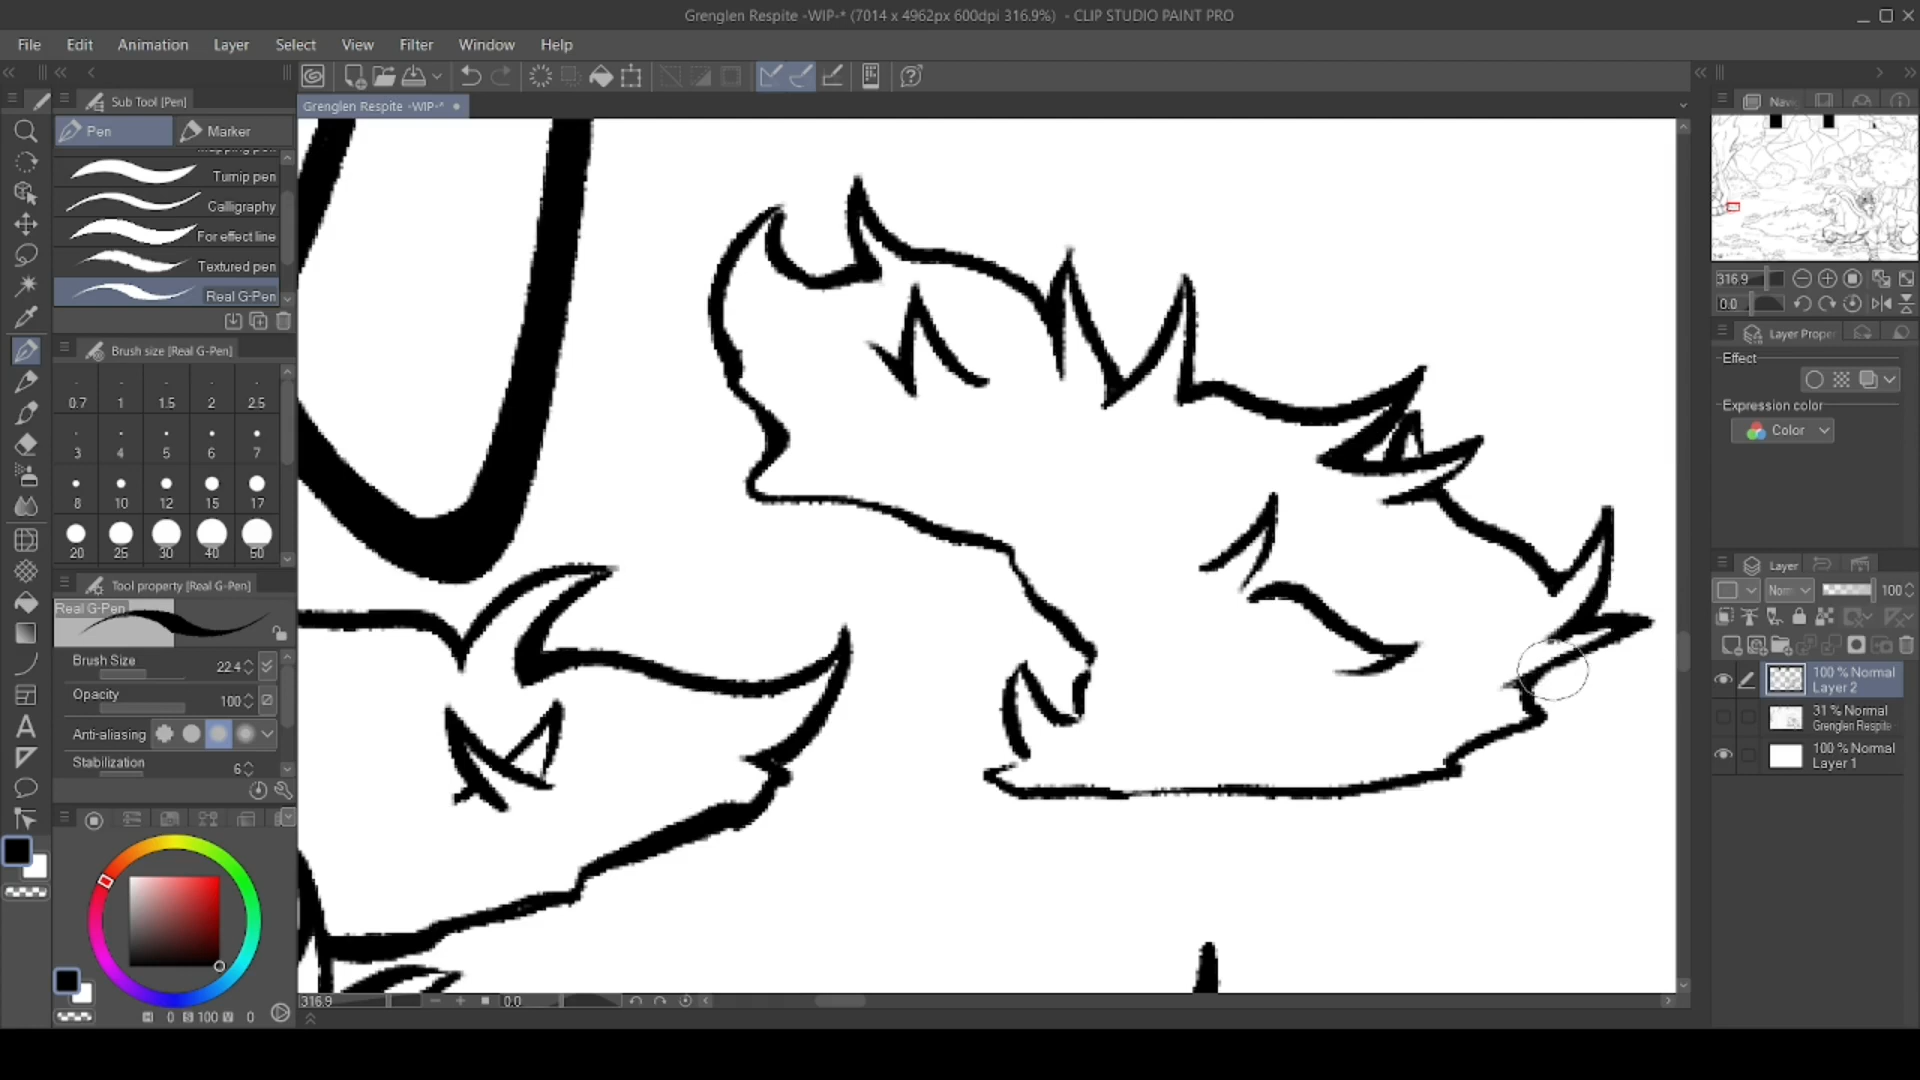 Grenglen Respite -WIP-* (7014 x 4962px 600dpi 316.9%) - CLIP STUDIO PAINT PRO
File Edit Animation Layer Select View Filter Window Help
Sub Tool [Pen]
Grenglen Respite -WIP-*
Pen Marker
Turnip pen
Calligraphy
For effect line
Textured pen
Real G-Pen
Brush size [Real G-Pen]
0.7 1 1.5 2 2.5
3 4 5 6 7
8 10 12 15 17
20 25 30 40 50
Tool property [Real G-Pen]
Real G-Pen
Brush Size 22.4
Opacity 100
Anti-aliasing
Stabilization 6
H 0 S 100 V 0
316.9 0.0
316.9
0.0
Layer Proper
Effect
Expression color
Color
Layer
100
100 % Normal
Layer 2
31 % Normal
Grenglen Respite
100 % Normal
Layer 1